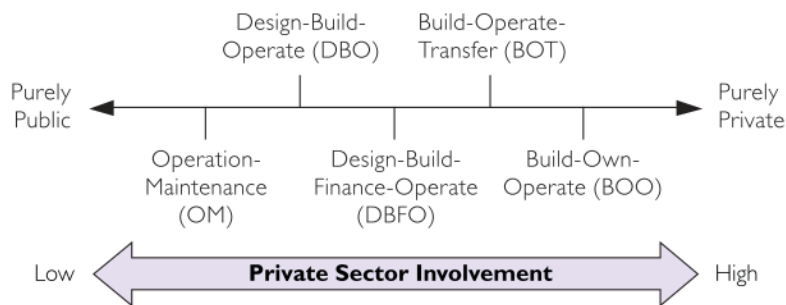 Design-Build-
Operate (DBO)
Build-Operate-
Transfer (BOT)
Purely
Public
Purely
Private
Operation-
Maintenance
(OM)
Design-Build-
Finance-Operate
(DBFO)
Build-Own-
Operate (BOO)
Low
Private Sector Involvement
High